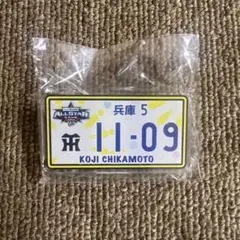 ALLSTAR
兵庫 5
11-09
KOJI CHIKAMOTO